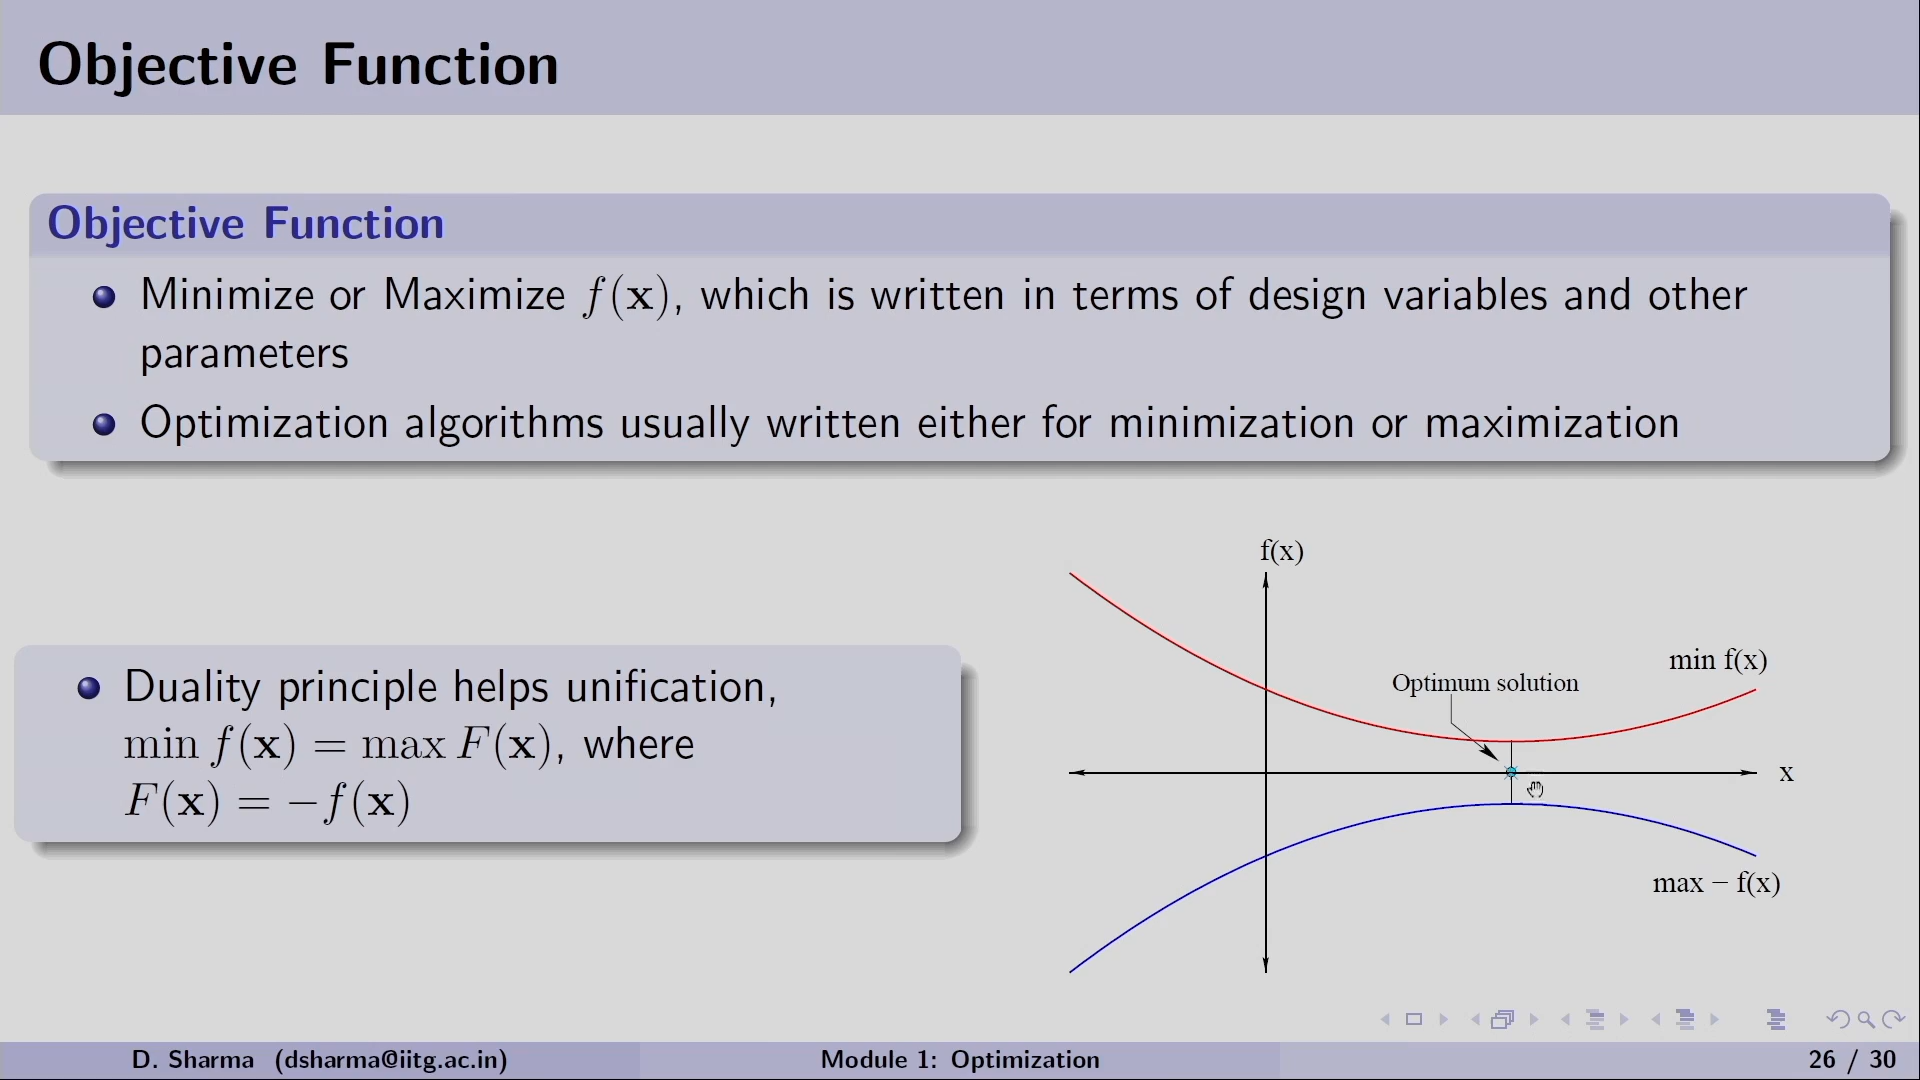 Objective Function
Objective Function
Minimize or Maximize f(x), which is written in terms of design variables and other
parameters
Optimization algorithms usually written either for minimization or maximization
Duality principle helps unification,
min f(x) = max F(x), where
F(x) = −f(x)
f(x)
min f(x)
Optimum solution
x
max − f(x)
D. Sharma (dsharma@iitg.ac.in)
Module 1: Optimization
26 / 30